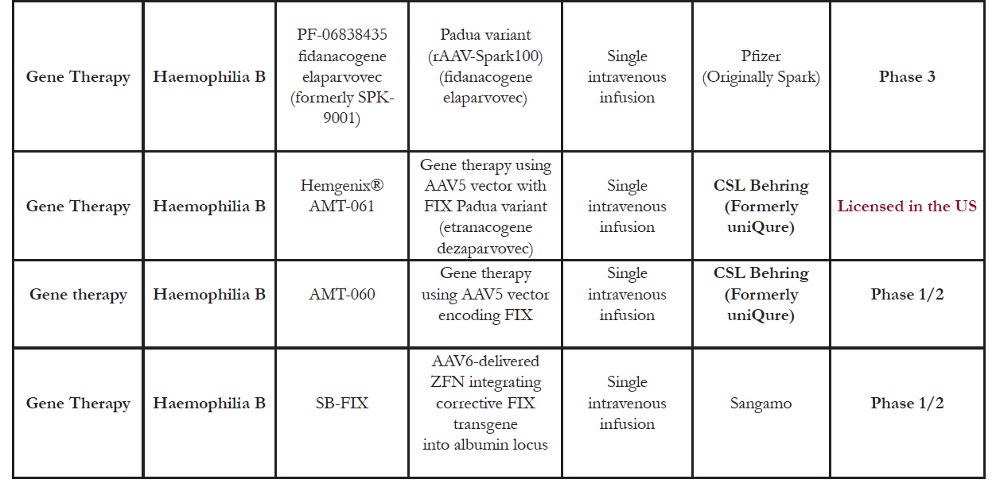 Gene Therapy
Haemophilia B
PF-06838435
fidanacogene
elaparvovec
(formerly SPK-
9001)
Padua variant
(rAAV-Spark100)
(fidanacogene
elaparvovec)
Single
intravenous
infusion
Pfizer
(Originally Spark)
Phase 3
Gene Therapy
Haemophilia B
Hemgenix®
AMT-061
Gene therapy using
AAV5 vector with
FIX Padua variant
(etranacogene
dezaparvovec)
Single
intravenous
infusion
CSL Behring
(Formerly
uniQure)
Licensed in the US
Gene therapy
Haemophilia B
AMT-060
Gene therapy
using AAV5 vector
encoding FIX
Single
intravenous
infusion
CSL Behring
(Formerly
uniQure)
Phase 1/2
Gene Therapy
Haemophilia B
SB-FIX
AAV6-delivered
ZFN integrating
corrective FIX
transgene
into albumin locus
Single
intravenous
infusion
Sangamo
Phase 1/2